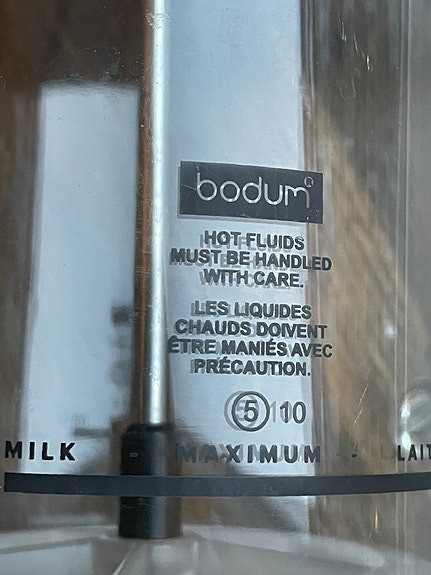 bodum®
HOT FLUIDS
MUST BE HANDLED
WITH CARE.
LES LIQUIDES
CHAUDS DOIVENT
ÊTRE MANIÉS AVEC
PRÉCAUTION.
5 10
MILK - MAXIMUM - LAIT